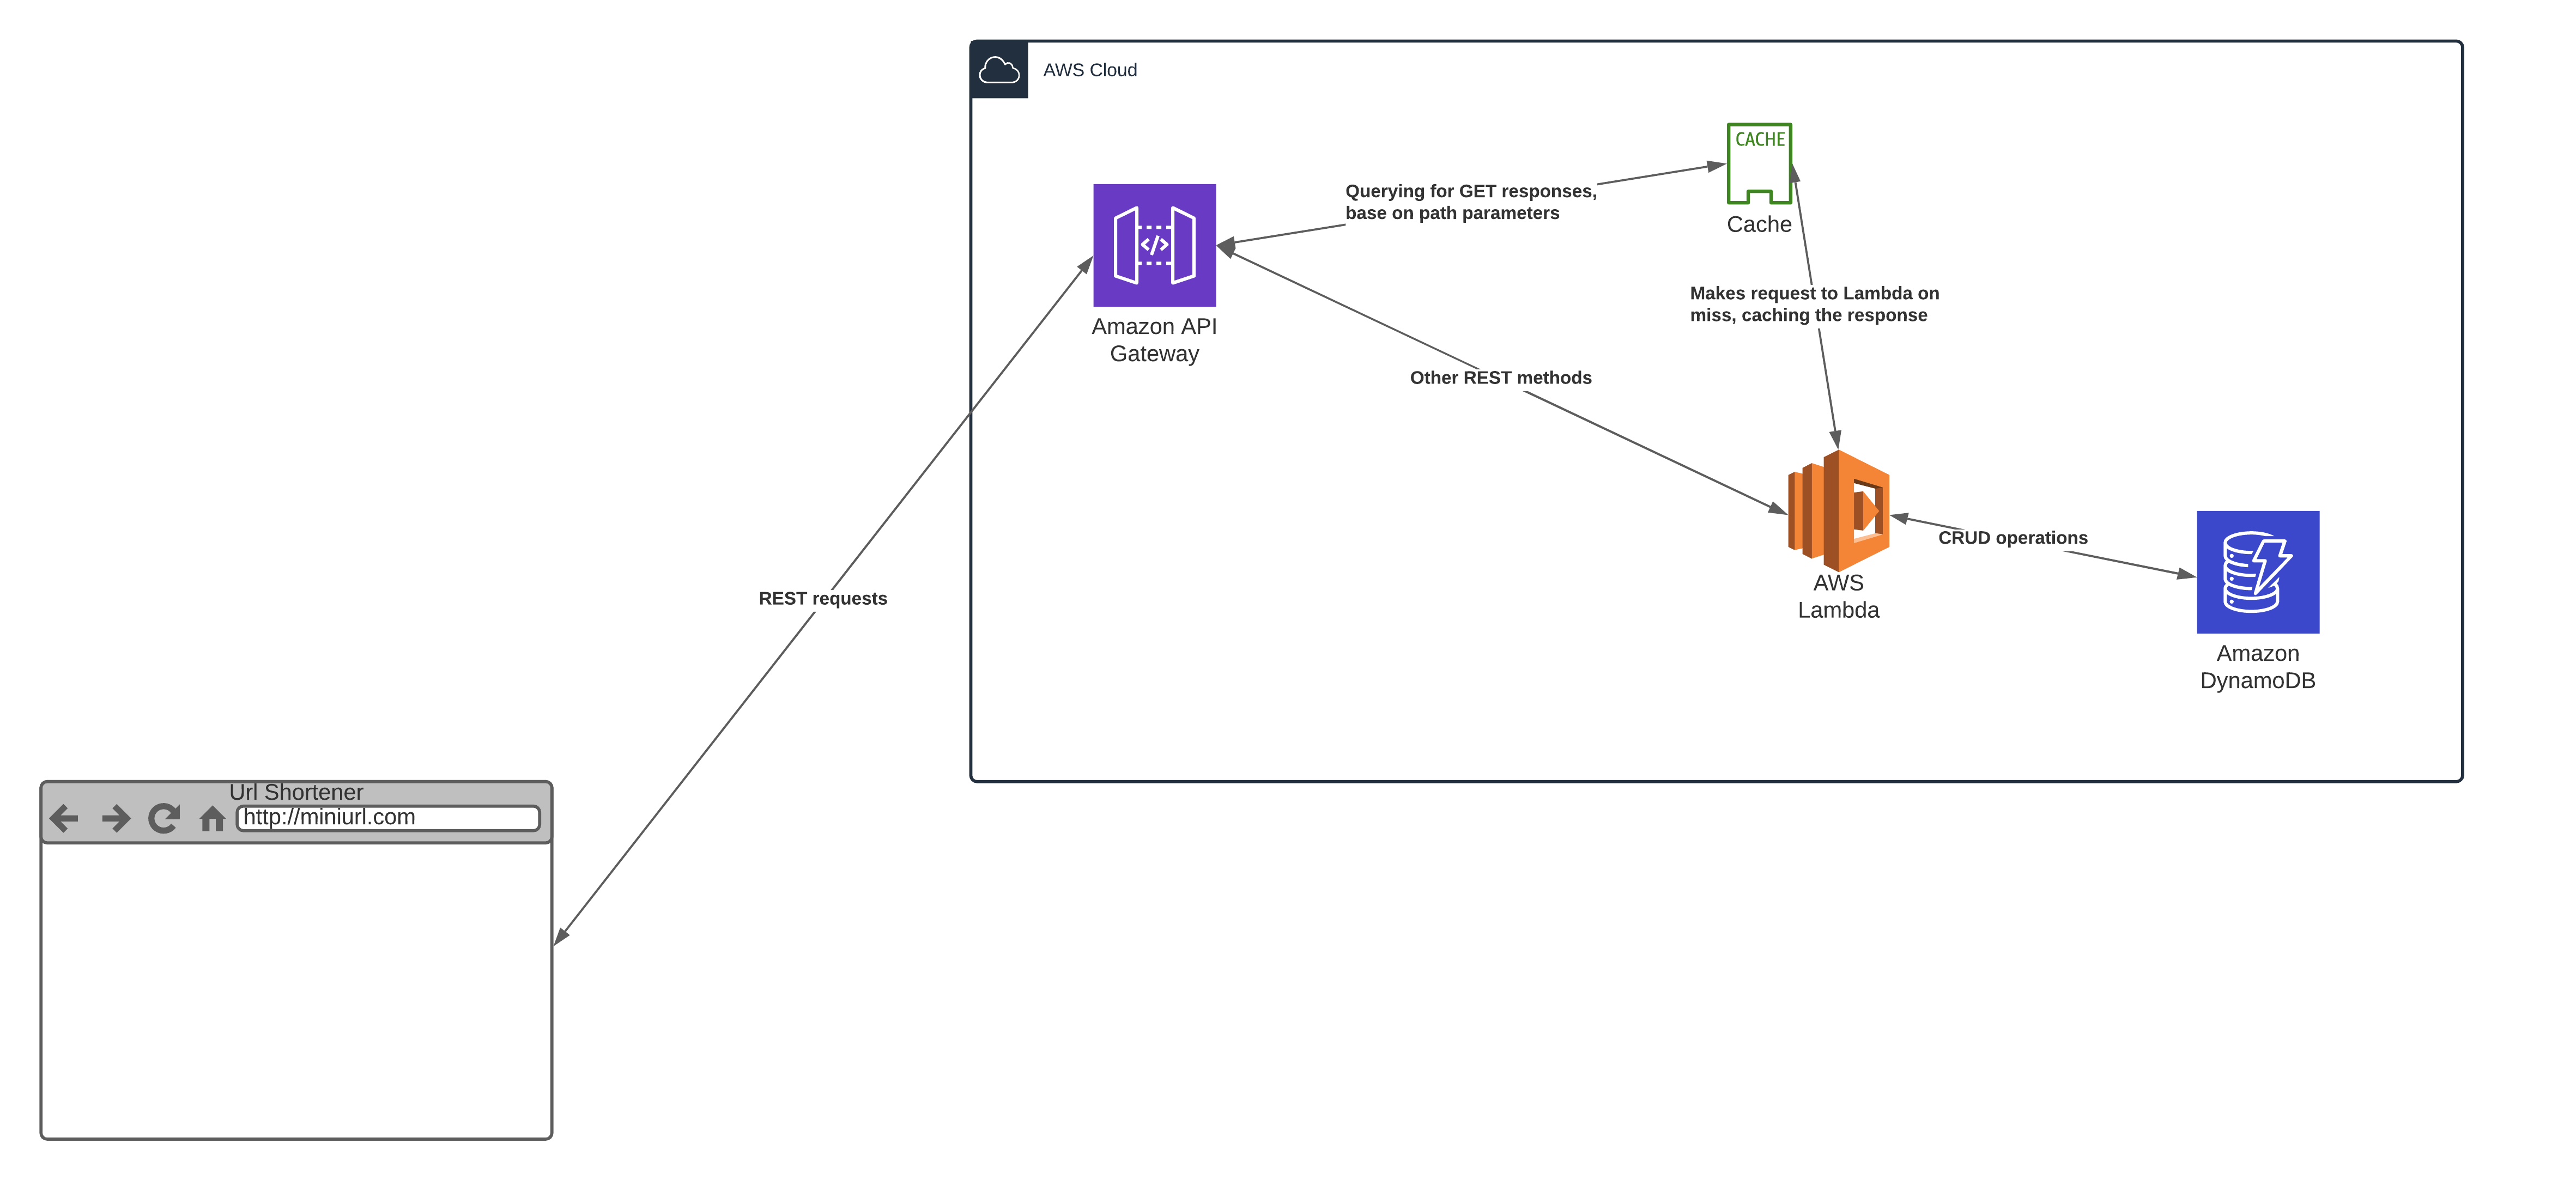 AWS Cloud
CACHE
Cache
Querying for GET responses,
base on path parameters
Amazon API
Gateway
Makes request to Lambda on
miss, caching the response
Other REST methods
CRUD operations
AWS
Lambda
Amazon
DynamoDB
REST requests
Url Shortener
http://miniurl.com